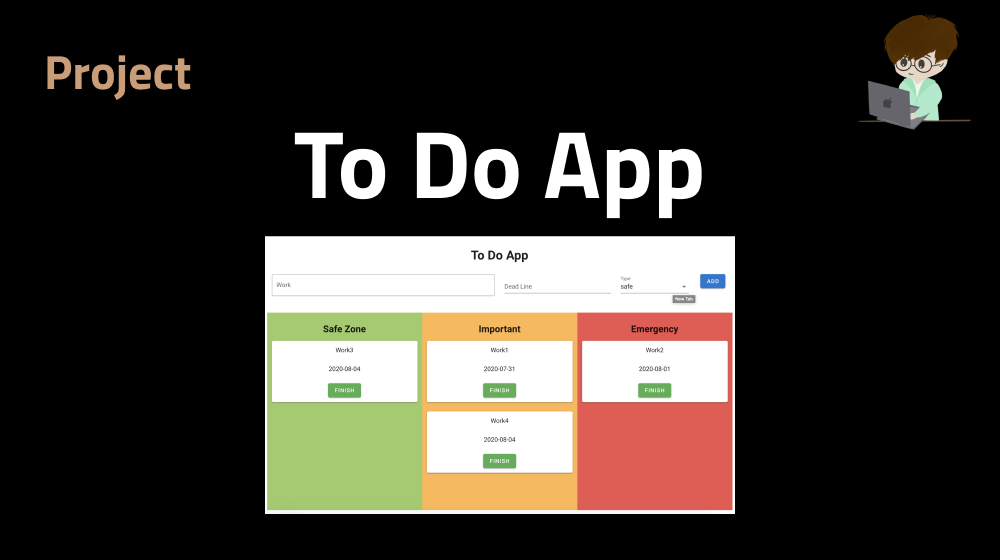 Project
To Do App
To Do App
Work
Dead Line
Type
safe
ADD
New Tab
Safe Zone
Important
Emergency
Work3
2020-08-04
FINISH
Work1
2020-07-31
FINISH
Work4
2020-08-04
FINISH
Work2
2020-08-01
FINISH